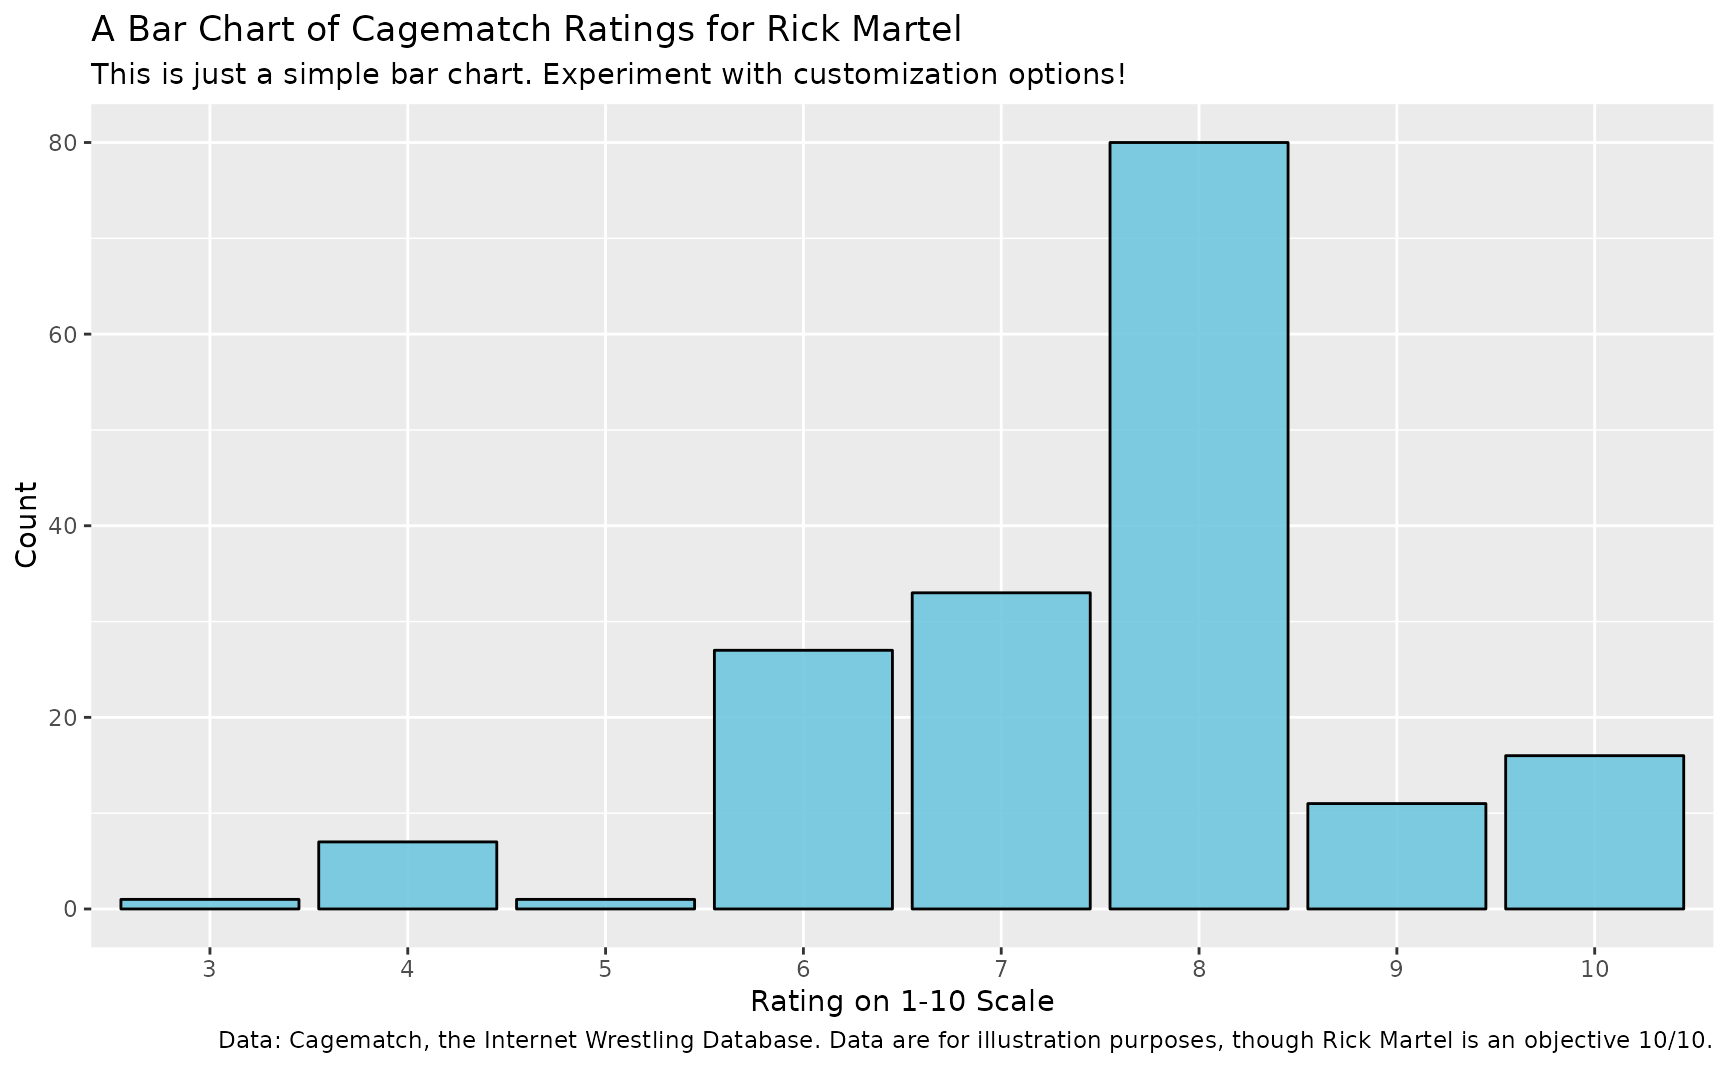 A Bar Chart of Cagematch Ratings for Rick Martel
This is just a simple bar chart. Experiment with customization options!
80
60
40
20
0
Count
3 4 5 6 7 8 9 10
Rating on 1-10 Scale
Data: Cagematch, the Internet Wrestling Database. Data are for illustration purposes, though Rick Martel is an objective 10/10.